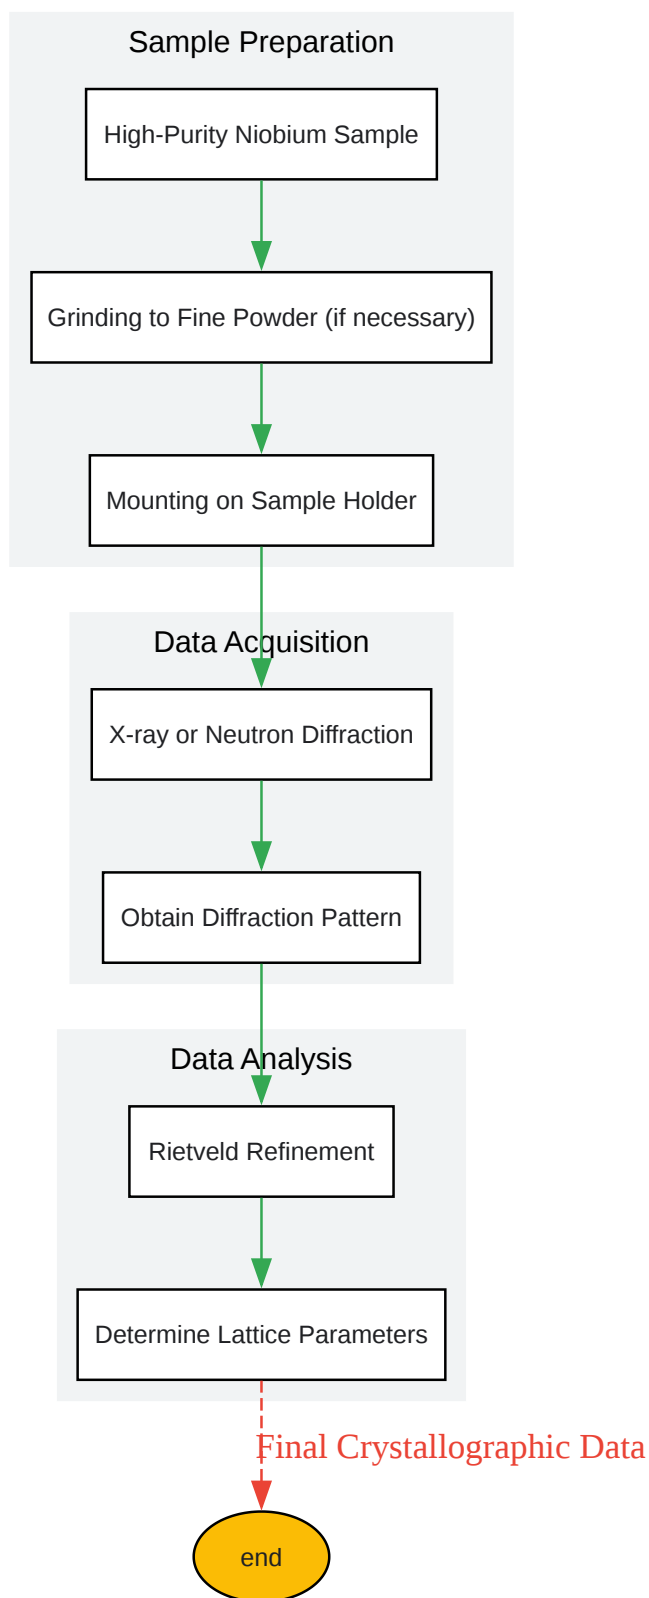 Sample Preparation
High-Purity Niobium Sample
Grinding to Fine Powder (if necessary)
Mounting on Sample Holder
Data Acquisition
X-ray or Neutron Diffraction
Obtain Diffraction Pattern
Data Analysis
Rietveld Refinement
Determine Lattice Parameters
Final Crystallographic Data
end